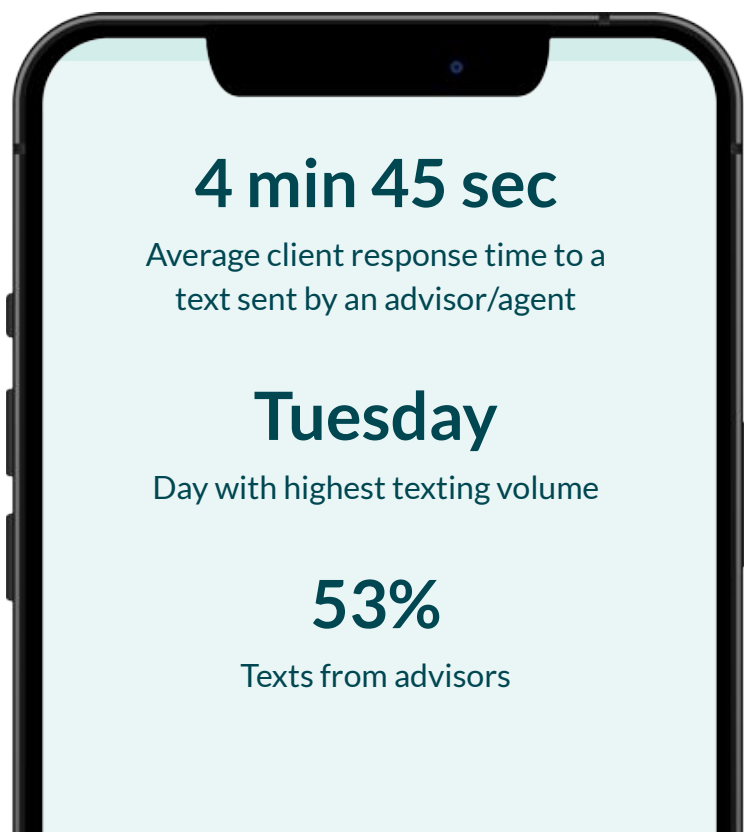 4 min 45 sec
Average client response time to a
text sent by an advisor/agent
Tuesday
Day with highest texting volume
53%
Texts from advisors